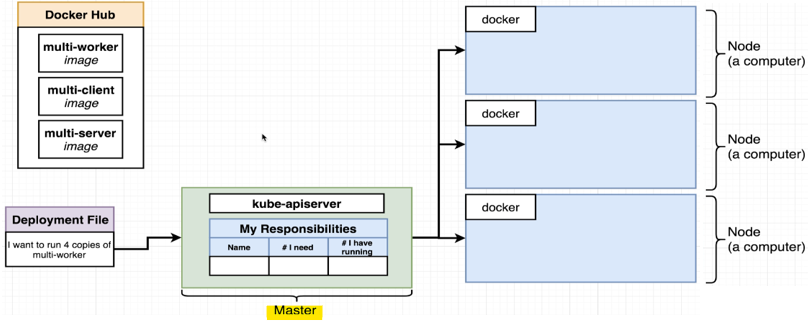 Docker Hub
multi-worker
image
multi-client
image
multi-server
image
Deployment File
I want to run 4 copies of
multi-worker
kube-apiserver
My Responsibilities
Name
# I need
# I have
running
Master
docker
Node
(a computer)
docker
Node
(a computer)
docker
Node
(a computer)